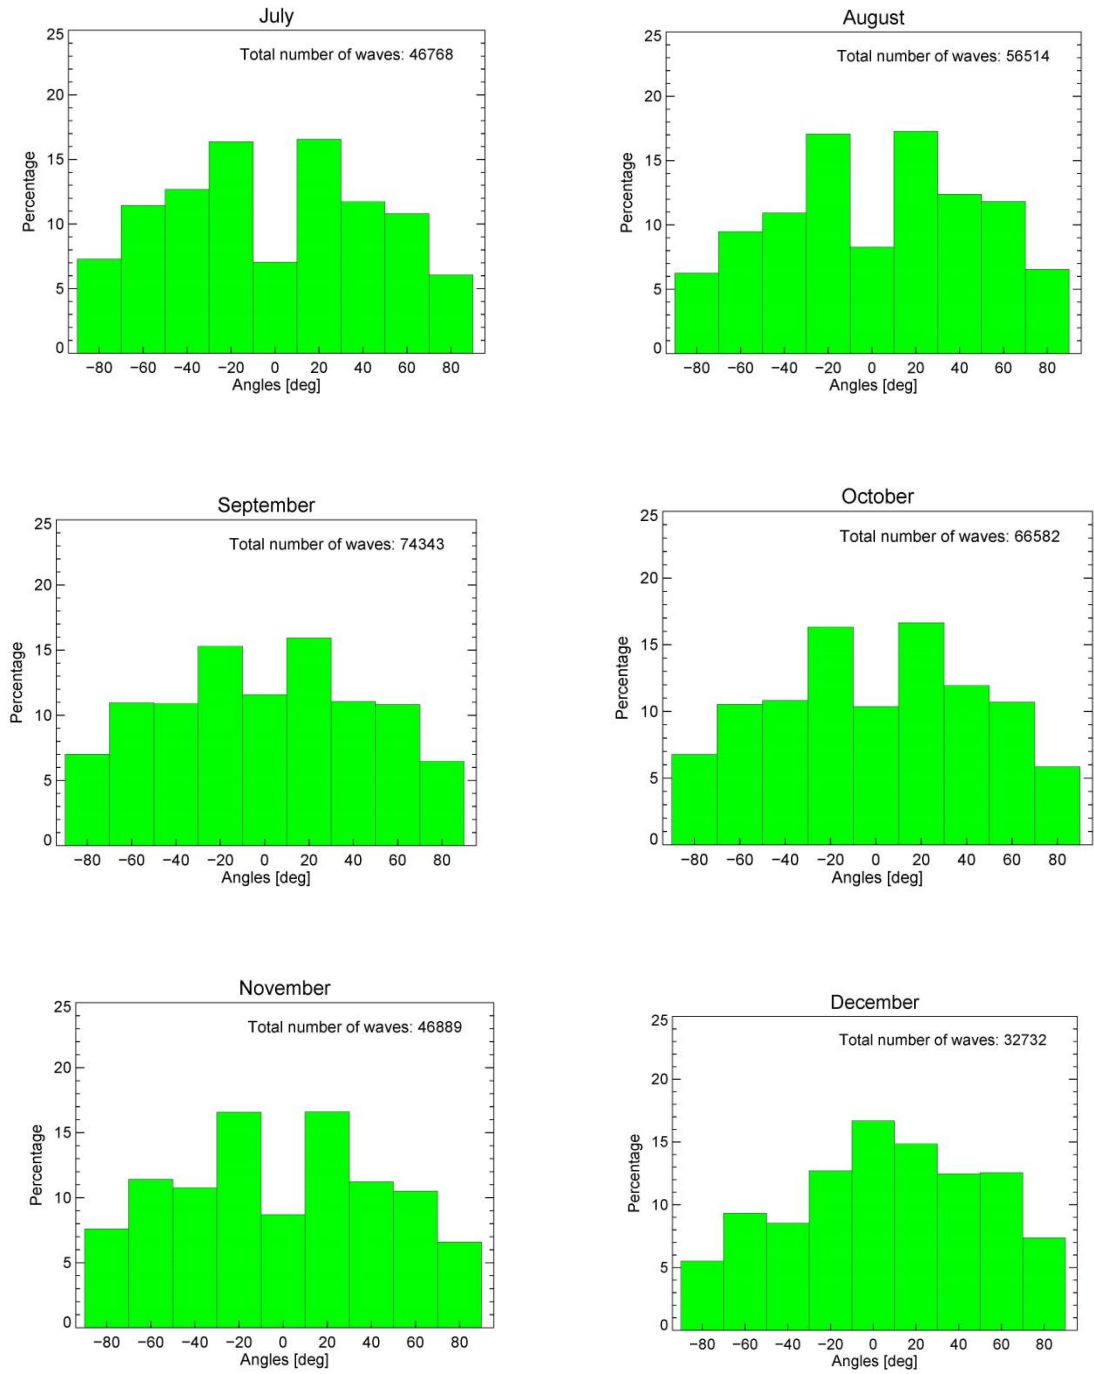 July
Total number of waves: 46768
25
20
15
10
5
0
Percentage
−80 −60 −40 −20 0 20 40 60 80
Angles [deg]
August
Total number of waves: 56514
25
20
15
10
5
0
Percentage
−80 −60 −40 −20 0 20 40 60 80
Angles [deg]
September
Total number of waves: 74343
25
20
15
10
5
0
Percentage
−80 −60 −40 −20 0 20 40 60 80
Angles [deg]
October
Total number of waves: 66582
25
20
15
10
5
0
Percentage
−80 −60 −40 −20 0 20 40 60 80
Angles [deg]
November
Total number of waves: 46889
25
20
15
10
5
0
Percentage
−80 −60 −40 −20 0 20 40 60 80
Angles [deg]
December
Total number of waves: 32732
25
20
15
10
5
0
Percentage
−80 −60 −40 −20 0 20 40 60 80
Angles [deg]